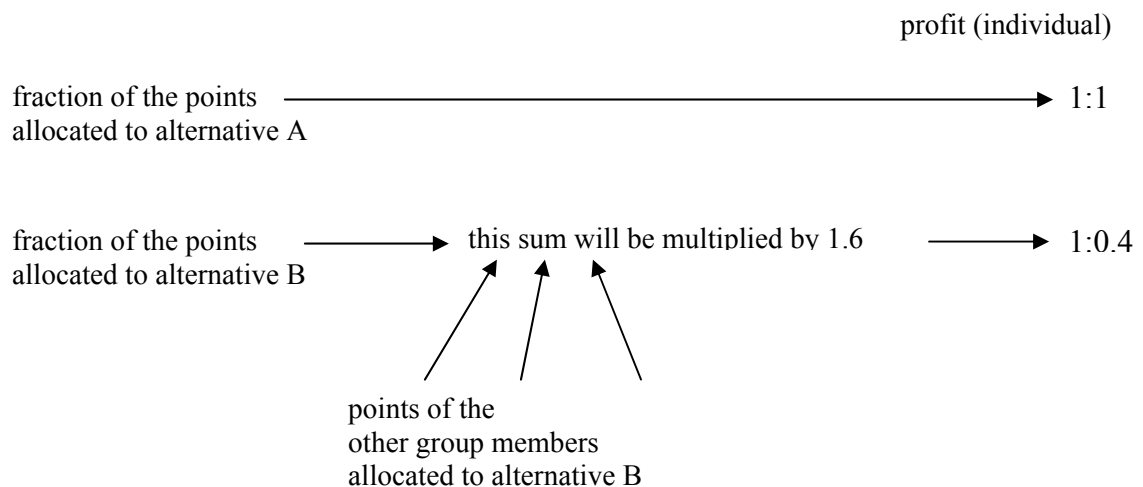 profit (individual)
fraction of the points
allocated to alternative A
1:1
fraction of the points
allocated to alternative B
this sum will be multiplied by 1.6
1:0.4
points of the
other group members
allocated to alternative B